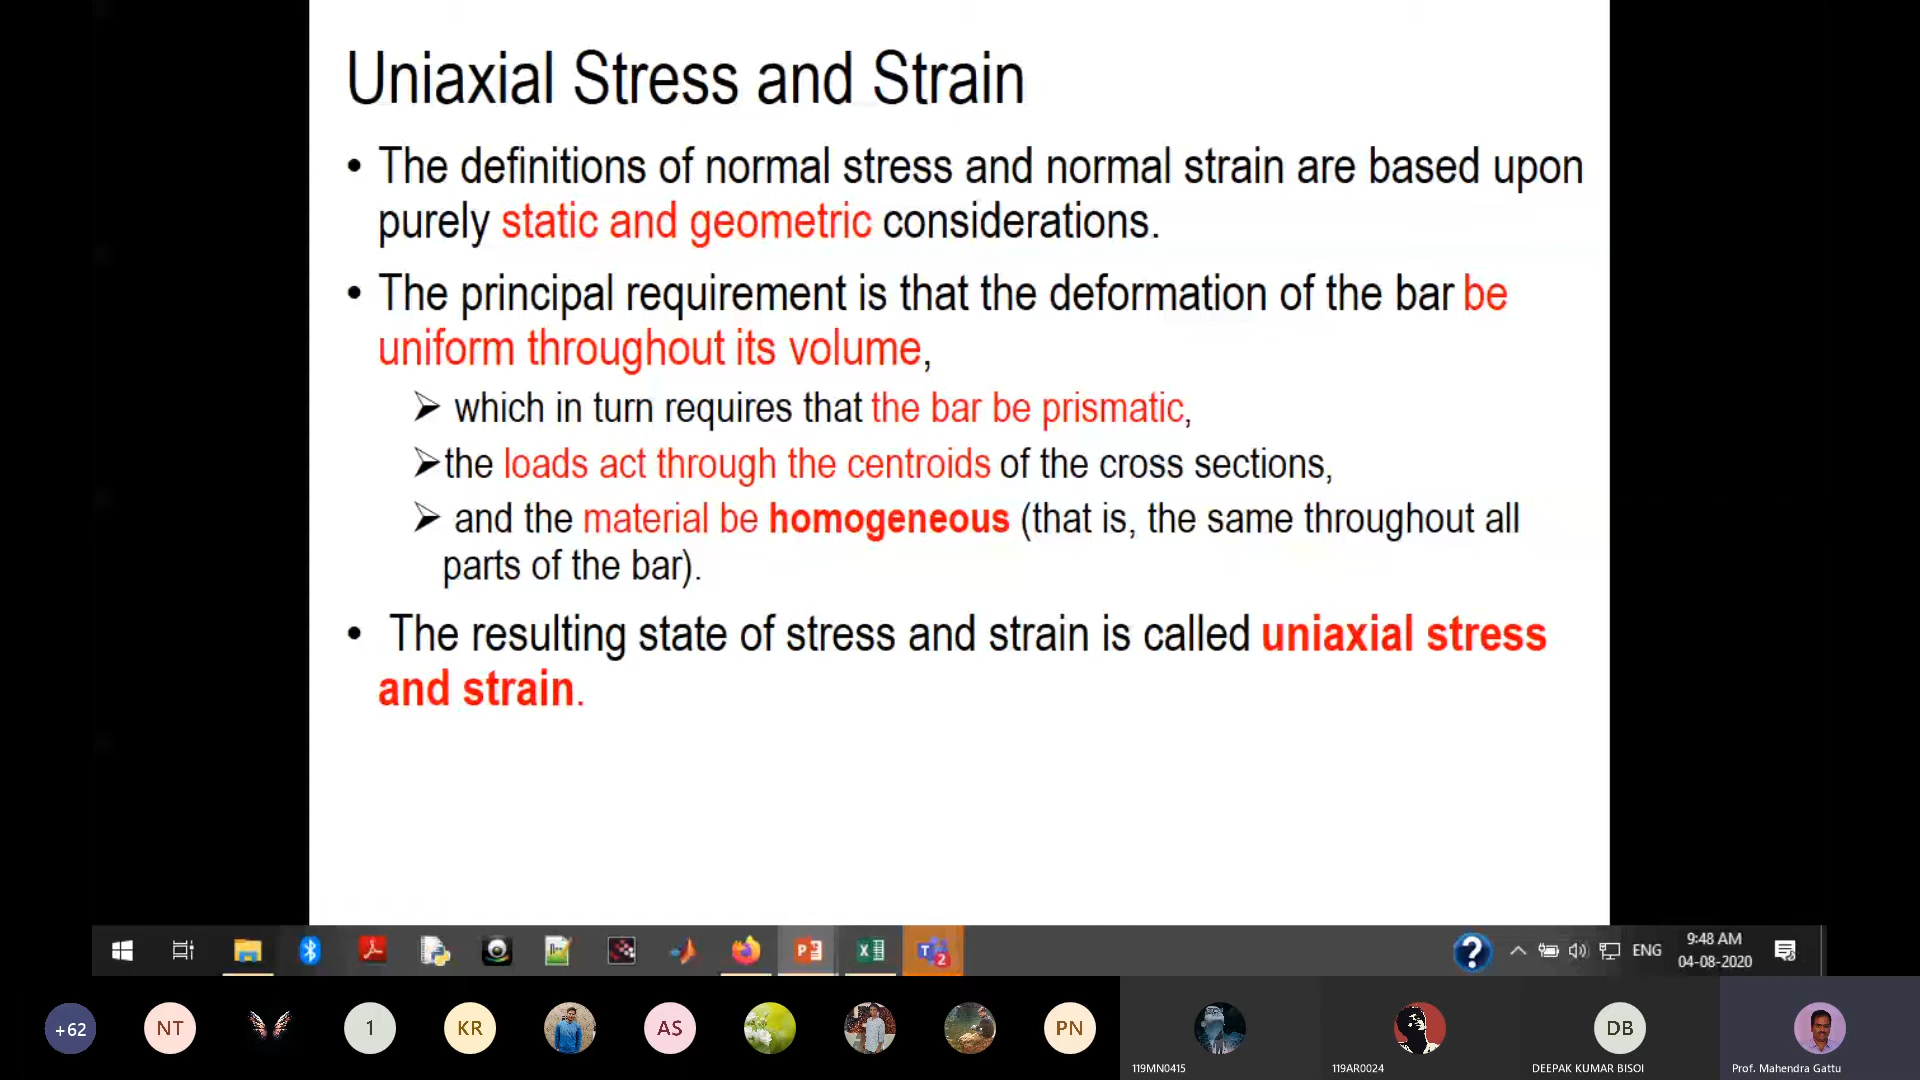 Uniaxial Stress and Strain
• The definitions of normal stress and normal strain are based upon
purely static and geometric considerations.
• The principal requirement is that the deformation of the bar be
uniform throughout its volume,
➢ which in turn requires that the bar be prismatic,
➢the loads act through the centroids of the cross sections,
➢ and the material be homogeneous (that is, the same throughout all
parts of the bar).
• The resulting state of stress and strain is called uniaxial stress
and strain.
ENG
9:48 AM
04-08-2020
+62
NT
1
KR
AS
PN
DB
119MN0415
119AR0024
DEEPAK KUMAR BISOI
Prof. Mahendra Gattu